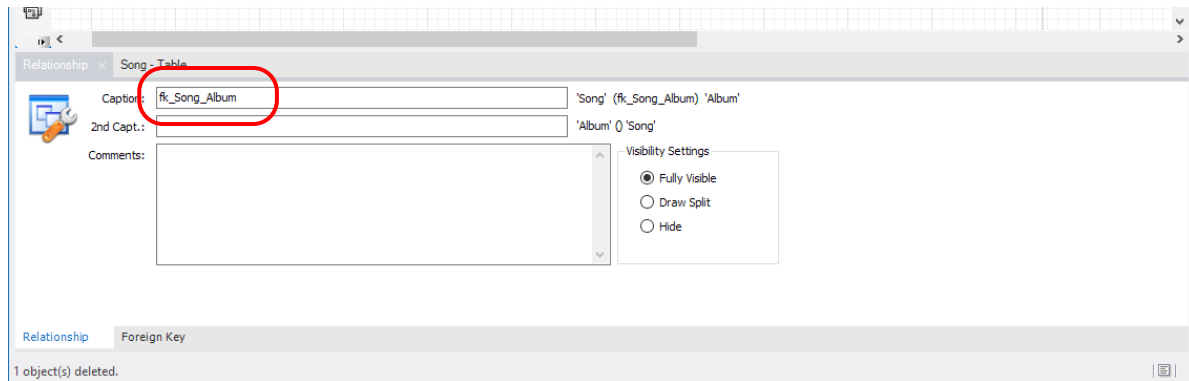 Relationship × Song - Table
Caption: fk_Song_Album 'Song' (fk_Song_Album) 'Album'
2nd Capt.: 'Album' () 'Song'
Comments:
Visibility Settings
Fully Visible
Draw Split
Hide
Relationship Foreign Key
1 object(s) deleted.